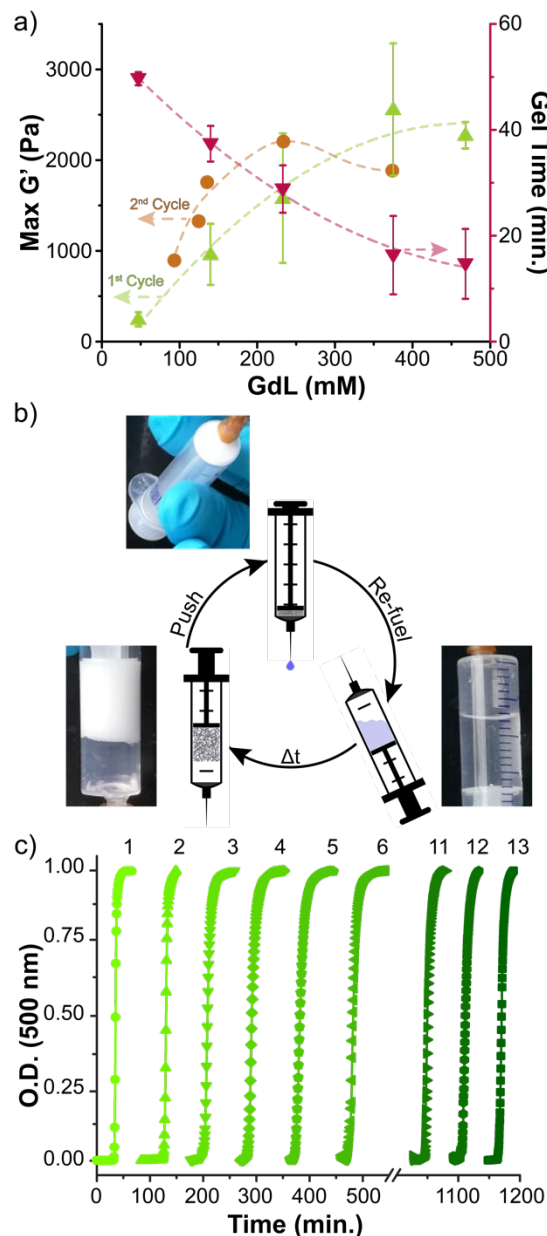 a)
Max G’ (Pa)
3000
2000
1000
0
2nd Cycle
1st Cycle
60
40
20
0
Gel Time (min.)
0 100 200 300 400 500
GdL (mM)
b)
Push
Re-fuel
Δt
c)
1 2 3 4 5 6 11 12 13
O.D. (500 nm)
1.00
0.75
0.50
0.25
0.00
0 100 200 300 400 500 1100 1200
Time (min.)